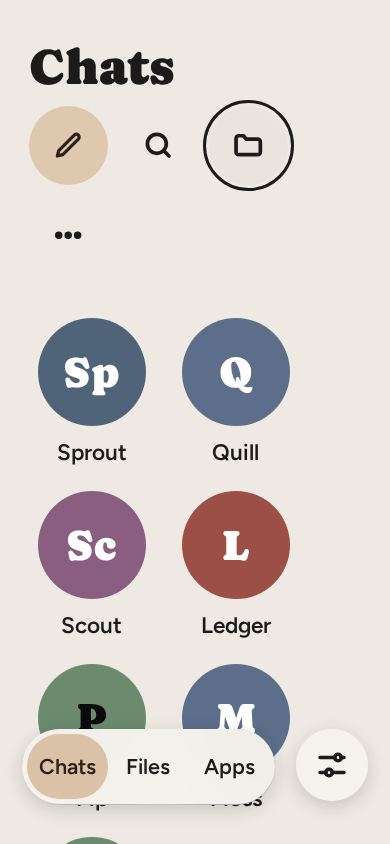 Chats
Sp Q
Sprout Quill
Sc L
Scout Ledger
P M
Chats Files Apps